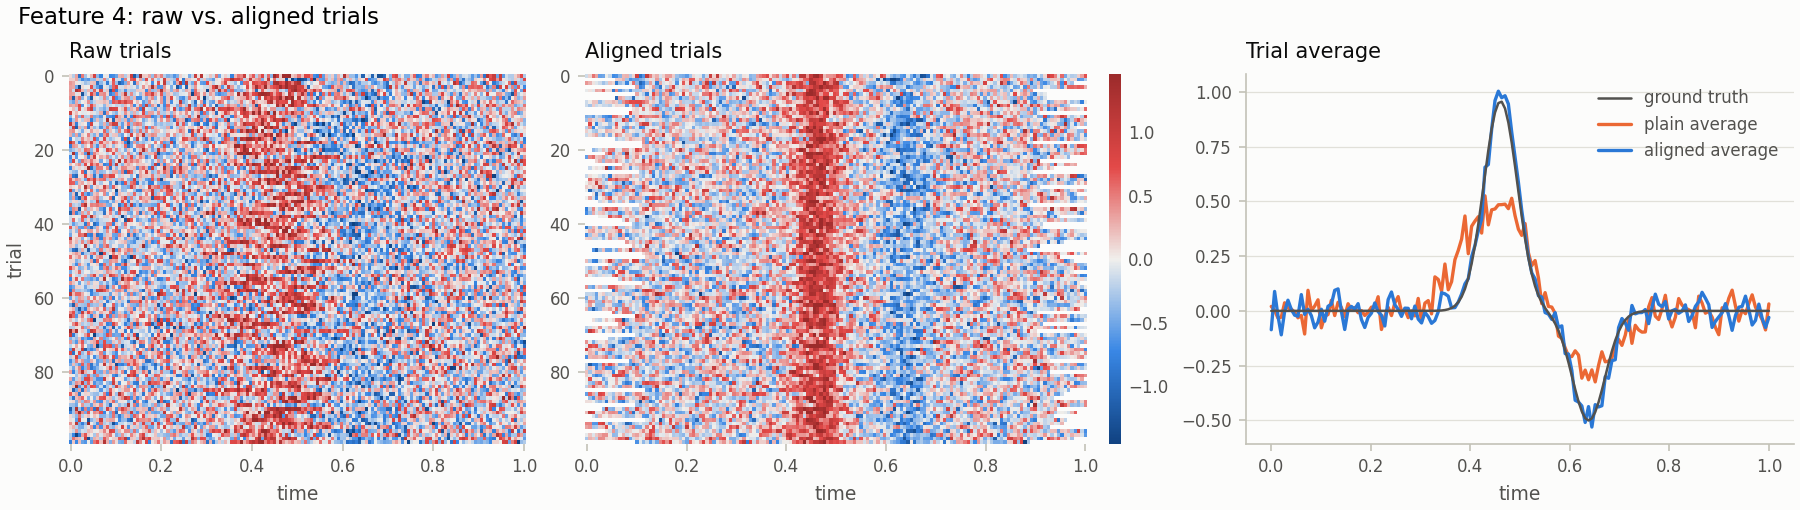 Feature 4: raw vs. aligned trials
Raw trials
Aligned trials
Trial average
trial
0
20
40
60
80
0.0 0.2 0.4 0.6 0.8 1.0
time
0
20
40
60
80
0.0 0.2 0.4 0.6 0.8 1.0
time
1.0
0.5
0.0
−0.5
−1.0
1.00
0.75
0.50
0.25
0.00
−0.25
−0.50
ground truth
plain average
aligned average
0.0 0.2 0.4 0.6 0.8 1.0
time